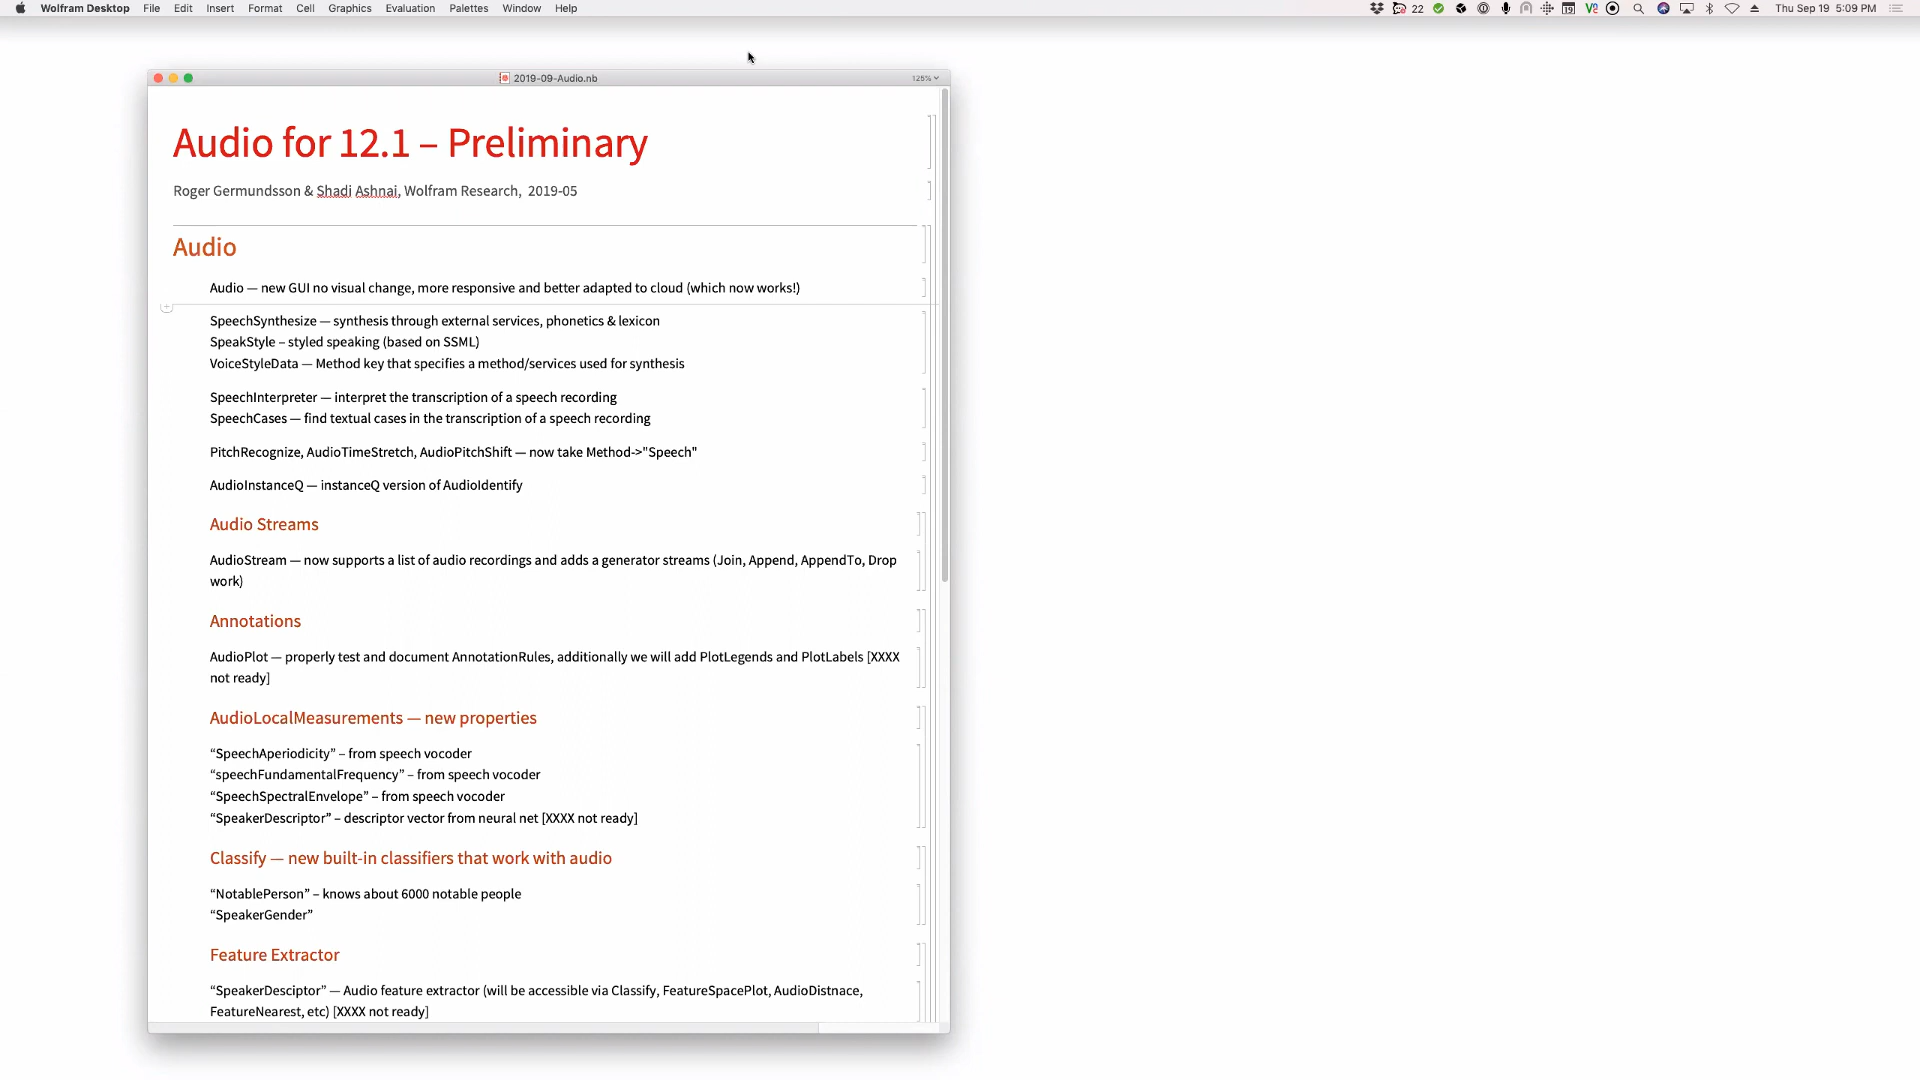 Wolfram Desktop File Edit Insert Format Cell Graphics Evaluation Palettes Window Help 22 19 Thu Sep 19 5:09 PM
2019-09-Audio.nb 125%
Audio for 12.1 – Preliminary
Roger Germundsson & Shadi Ashnai, Wolfram Research, 2019-05
Audio
Audio — new GUI no visual change, more responsive and better adapted to cloud (which now works!)
SpeechSynthesize — synthesis through external services, phonetics & lexicon
SpeakStyle – styled speaking (based on SSML)
VoiceStyleData — Method key that specifies a method/services used for synthesis
SpeechInterpreter — interpret the transcription of a speech recording
SpeechCases — find textual cases in the transcription of a speech recording
PitchRecognize, AudioTimeStretch, AudioPitchShift — now take Method->"Speech"
AudioInstanceQ — instanceQ version of AudioIdentify
Audio Streams
AudioStream — now supports a list of audio recordings and adds a generator streams (Join, Append, AppendTo, Drop
work)
Annotations
AudioPlot — properly test and document AnnotationRules, additionally we will add PlotLegends and PlotLabels [XXXX
not ready]
AudioLocalMeasurements — new properties
“SpeechAperiodicity” – from speech vocoder
“speechFundamentalFrequency” – from speech vocoder
“SpeechSpectralEnvelope” – from speech vocoder
“SpeakerDescriptor” – descriptor vector from neural net [XXXX not ready]
Classify — new built-in classifiers that work with audio
“NotablePerson” – knows about 6000 notable people
“SpeakerGender”
Feature Extractor
“SpeakerDesciptor” — Audio feature extractor (will be accessible via Classify, FeatureSpacePlot, AudioDistnace,
FeatureNearest, etc) [XXXX not ready]